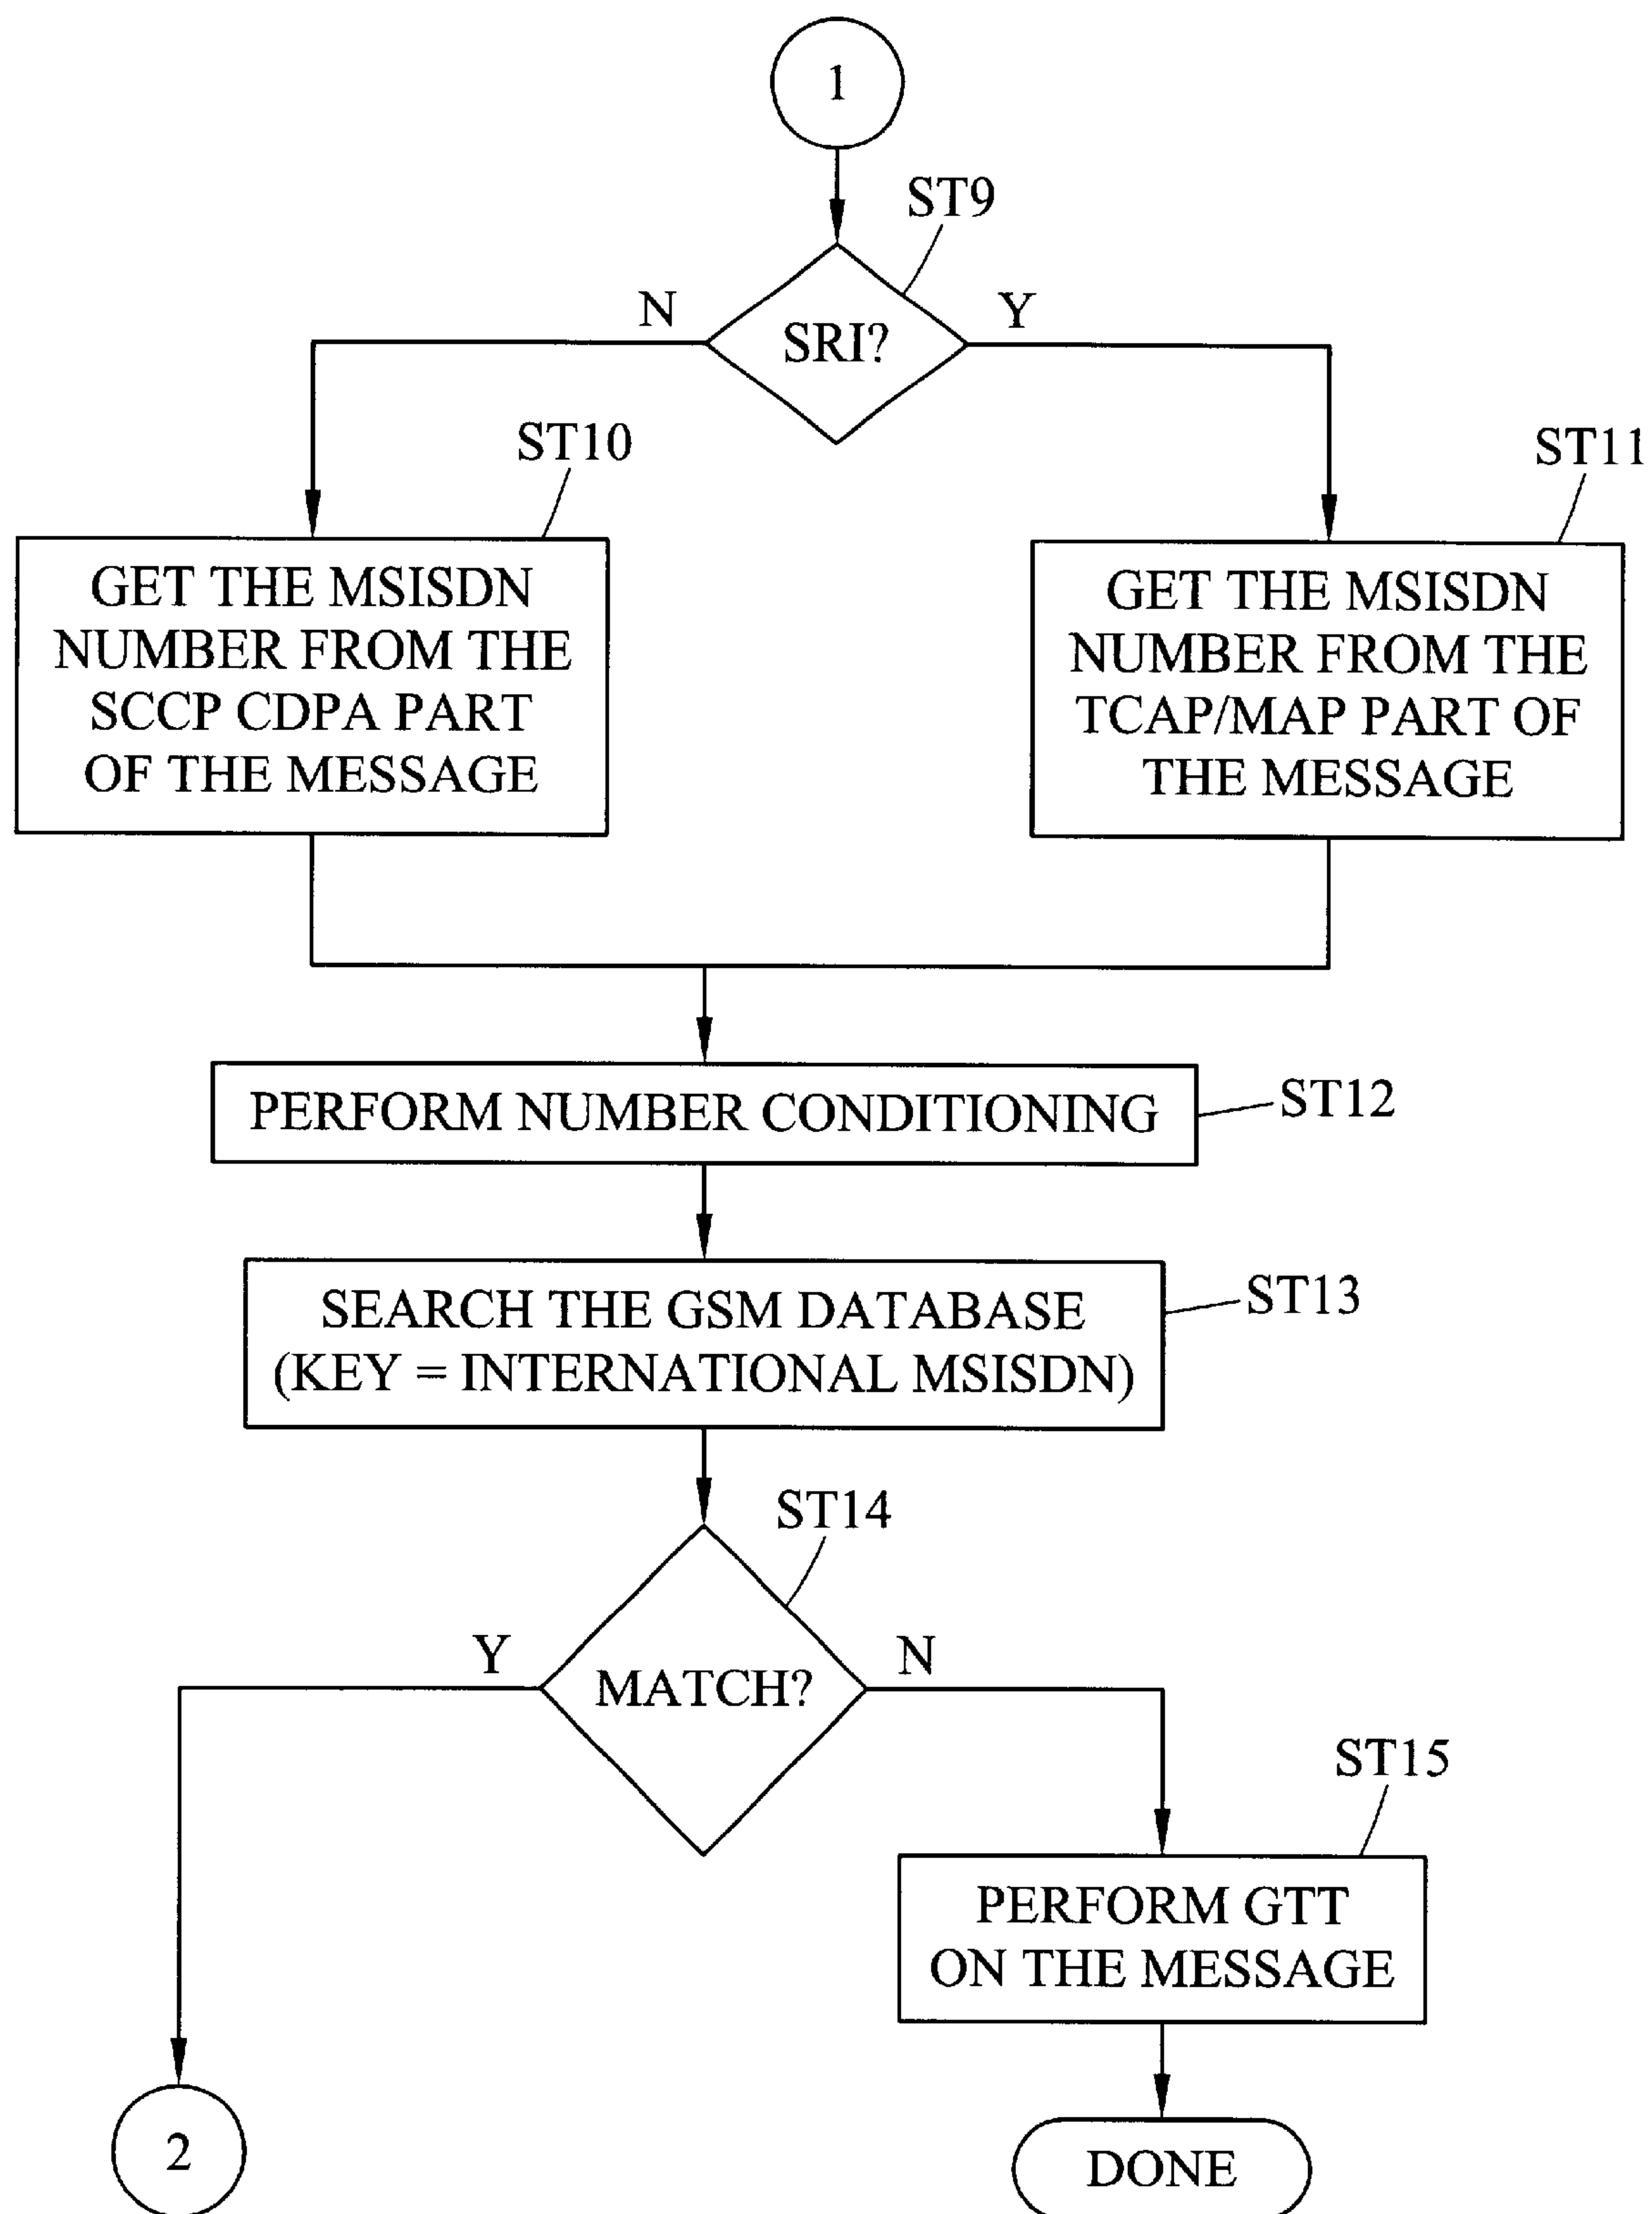 1
ST9
N
Y
SRI?
ST10
ST11
GET THE MSISDN
NUMBER FROM THE
SCCP CDPA PART
OF THE MESSAGE
GET THE MSISDN
NUMBER FROM THE
TCAP/MAP PART OF
THE MESSAGE
PERFORM NUMBER CONDITIONING
ST12
SEARCH THE GSM DATABASE
(KEY = INTERNATIONAL MSISDN)
ST13
ST14
Y
N
MATCH?
ST15
PERFORM GTT
ON THE MESSAGE
2
DONE